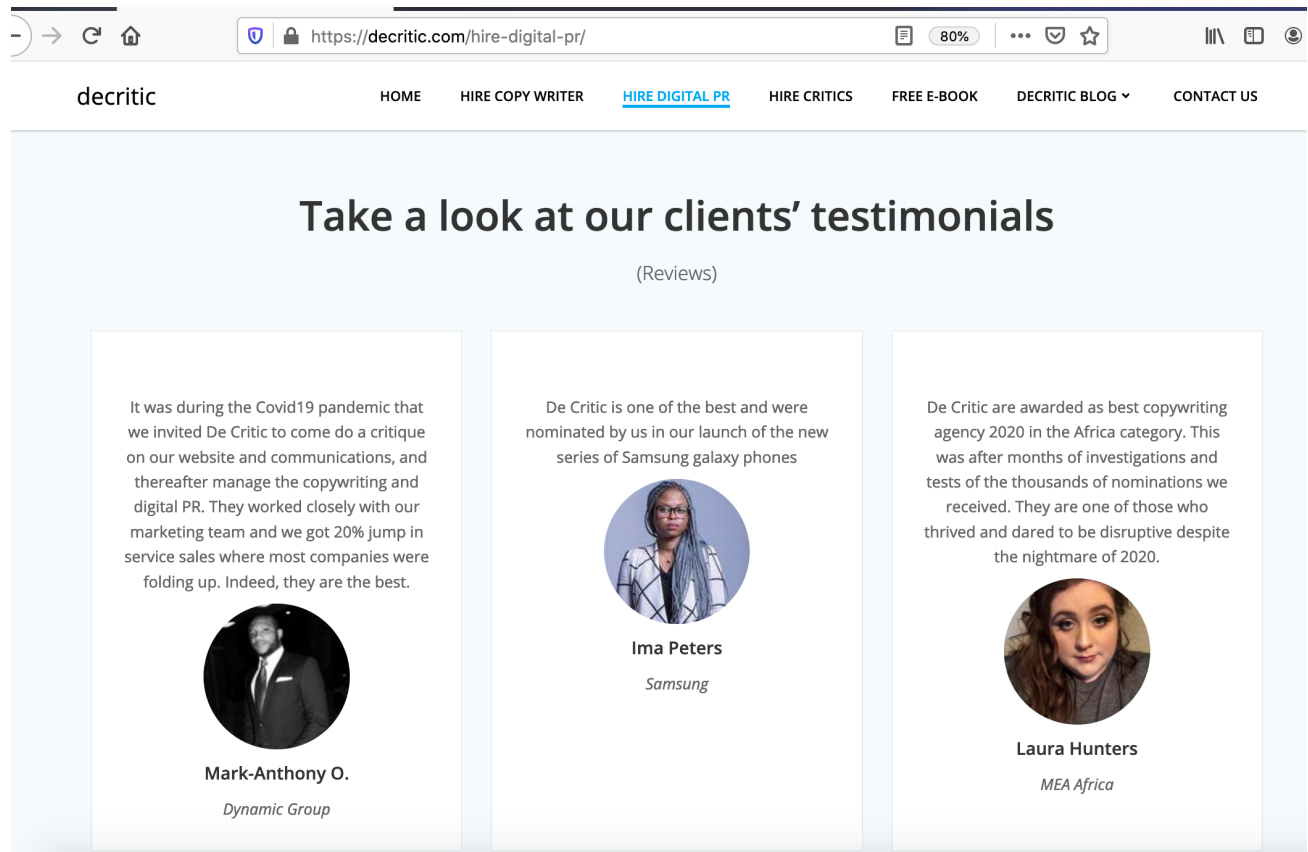 https://decritic.com/hire-digital-pr/
80%
decritic
HOME
HIRE COPY WRITER
HIRE DIGITAL PR
HIRE CRITICS
FREE E-BOOK
DECRITIC BLOG
CONTACT US
Take a look at our clients’ testimonials
(Reviews)
It was during the Covid19 pandemic that
we invited De Critic to come do a critique
on our website and communications, and
thereafter manage the copywriting and
digital PR. They worked closely with our
marketing team and we got 20% jump in
service sales where most companies were
folding up. Indeed, they are the best.
Mark-Anthony O.
Dynamic Group
De Critic is one of the best and were
nominated by us in our launch of the new
series of Samsung galaxy phones
Ima Peters
Samsung
De Critic are awarded as best copywriting
agency 2020 in the Africa category. This
was after months of investigations and
tests of the thousands of nominations we
received. They are one of those who
thrived and dared to be disruptive despite
the nightmare of 2020.
Laura Hunters
MEA Africa